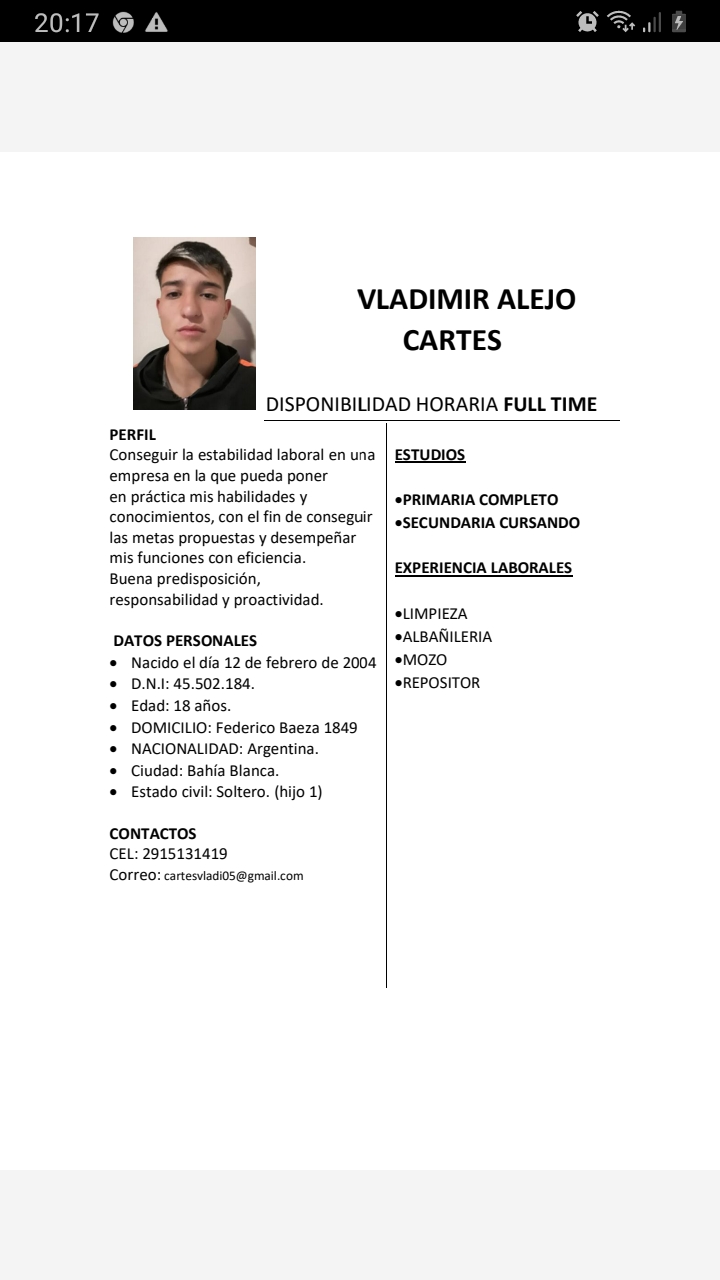 20:17
VLADIMIR ALEJO
CARTES
DISPONIBILIDAD HORARIA FULL TIME
PERFIL
Conseguir la estabilidad laboral en una
empresa en la que pueda poner
en práctica mis habilidades y
conocimientos, con el fin de conseguir
las metas propuestas y desempeñar
mis funciones con eficiencia.
Buena predisposición,
responsabilidad y proactividad.
DATOS PERSONALES
• Nacido el día 12 de febrero de 2004
• D.N.I: 45.502.184.
• Edad: 18 años.
• DOMICILIO: Federico Baeza 1849
• NACIONALIDAD: Argentina.
• Ciudad: Bahía Blanca.
• Estado civil: Soltero. (hijo 1)
CONTACTOS
CEL: 2915131419
Correo: cartesvladi05@gmail.com
ESTUDIOS
•PRIMARIA COMPLETO
•SECUNDARIA CURSANDO
EXPERIENCIA LABORALES
•LIMPIEZA
•ALBAÑILERIA
•MOZO
•REPOSITOR